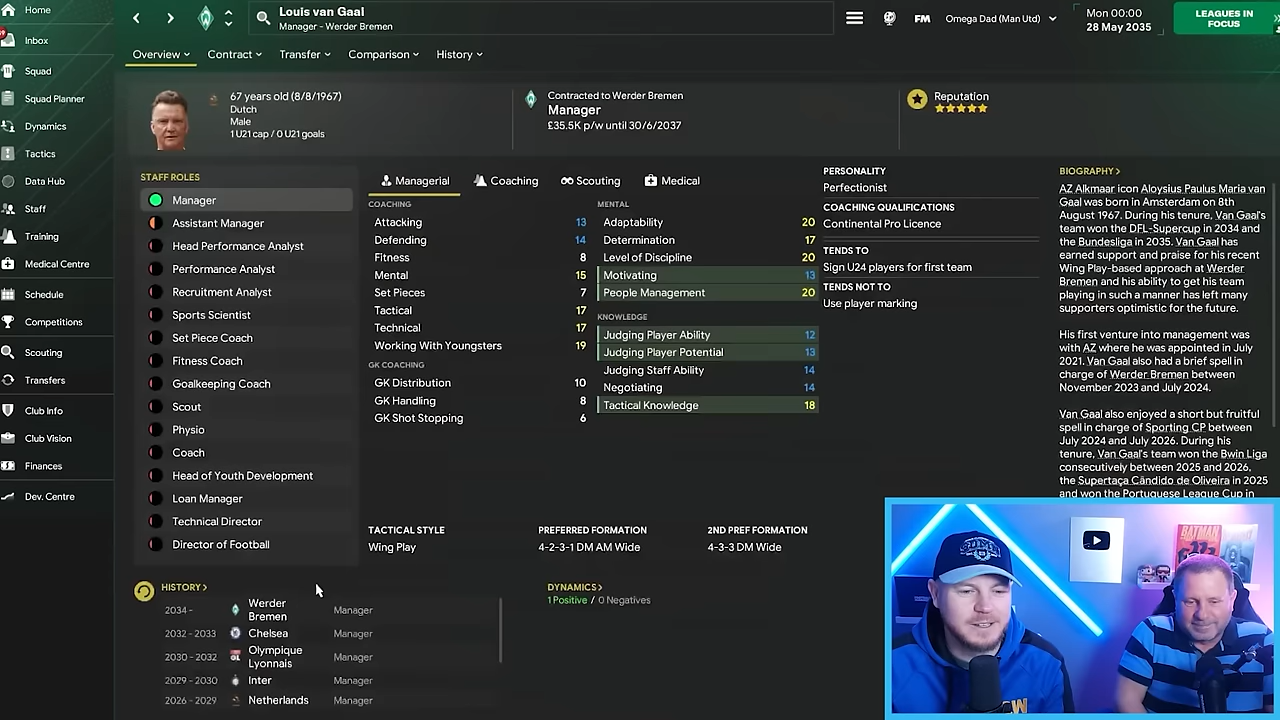 Home
Inbox
Squad
Squad Planner
Dynamics
Tactics
Data Hub
Staff
Training
Medical Centre
Schedule
Competitions
Scouting
Transfers
Club Info
Club Vision
Finances
Dev. Centre
Louis van Gaal
Manager - Werder Bremen
FM
Omega Dad (Man Utd)
Mon 00:00
28 May 2035
LEAGUES IN
FOCUS
Overview
Contract
Transfer
Comparison
History
67 years old (8/8/1967)
Dutch
Male
1 U21 cap / 0 U21 goals
Contracted to Werder Bremen
Manager
£35.5K p/w until 30/6/2037
Reputation
STAFF ROLES
Manager
Assistant Manager
Head Performance Analyst
Performance Analyst
Recruitment Analyst
Sports Scientist
Set Piece Coach
Fitness Coach
Goalkeeping Coach
Scout
Physio
Coach
Head of Youth Development
Loan Manager
Technical Director
Director of Football
Managerial
Coaching
Scouting
Medical
COACHING
Attacking 13
Defending 14
Fitness 8
Mental 15
Set Pieces 7
Tactical 17
Technical 17
Working With Youngsters 19
GK COACHING
GK Distribution 10
GK Handling 8
GK Shot Stopping 6
MENTAL
Adaptability 20
Determination 17
Level of Discipline 20
Motivating 13
People Management 20
KNOWLEDGE
Judging Player Ability 12
Judging Player Potential 13
Judging Staff Ability 14
Negotiating 14
Tactical Knowledge 18
PERSONALITY
Perfectionist
COACHING QUALIFICATIONS
Continental Pro Licence
TENDS TO
Sign U24 players for first team
TENDS NOT TO
Use player marking
BIOGRAPHY >
AZ Alkmaar icon Aloysius Paulus Maria van
Gaal was born in Amsterdam on 8th
August 1967. During his tenure, Van Gaal's
team won the DFL-Supercup in 2034 and
the Bundesliga in 2035. Van Gaal has
earned support and praise for his recent
Wing Play-based approach at Werder
Bremen and his ability to get his team
playing in such a manner has left many
supporters optimistic for the future.
His first venture into management was
with AZ where he was appointed in July
2021. Van Gaal also had a brief spell in
charge of Werder Bremen between
November 2023 and July 2024.
Van Gaal also enjoyed a short but fruitful
spell in charge of Sporting CP between
July 2024 and July 2026. During his
tenure, Van Gaal's team won the Bwin Liga
consecutively between 2025 and 2026,
the Supertaça Cândido de Oliveira in 2025
and won the Portuguese League Cup in
TACTICAL STYLE
Wing Play
PREFERRED FORMATION
4-2-3-1 DM AM Wide
2ND PREF FORMATION
4-3-3 DM Wide
HISTORY >
2034 - Werder
Bremen Manager
2032 - 2033 Chelsea Manager
2030 - 2032 Olympique
Lyonnais Manager
2029 - 2030 Inter Manager
2026 - 2029 Netherlands Manager
DYNAMICS >
1 Positive / 0 Negatives
BATMAN